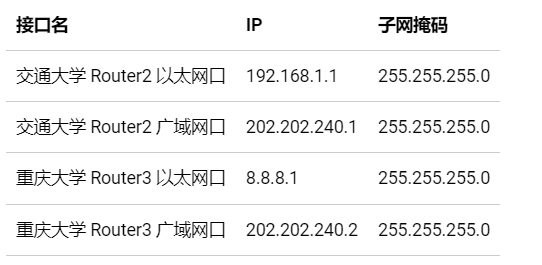 接口名 IP 子网掩码
交通大学 Router2 以太网口 192.168.1.1 255.255.255.0
交通大学 Router2 广域网口 202.202.240.1 255.255.255.0
重庆大学 Router3 以太网口 8.8.8.1 255.255.255.0
重庆大学 Router3 广域网口 202.202.240.2 255.255.255.0